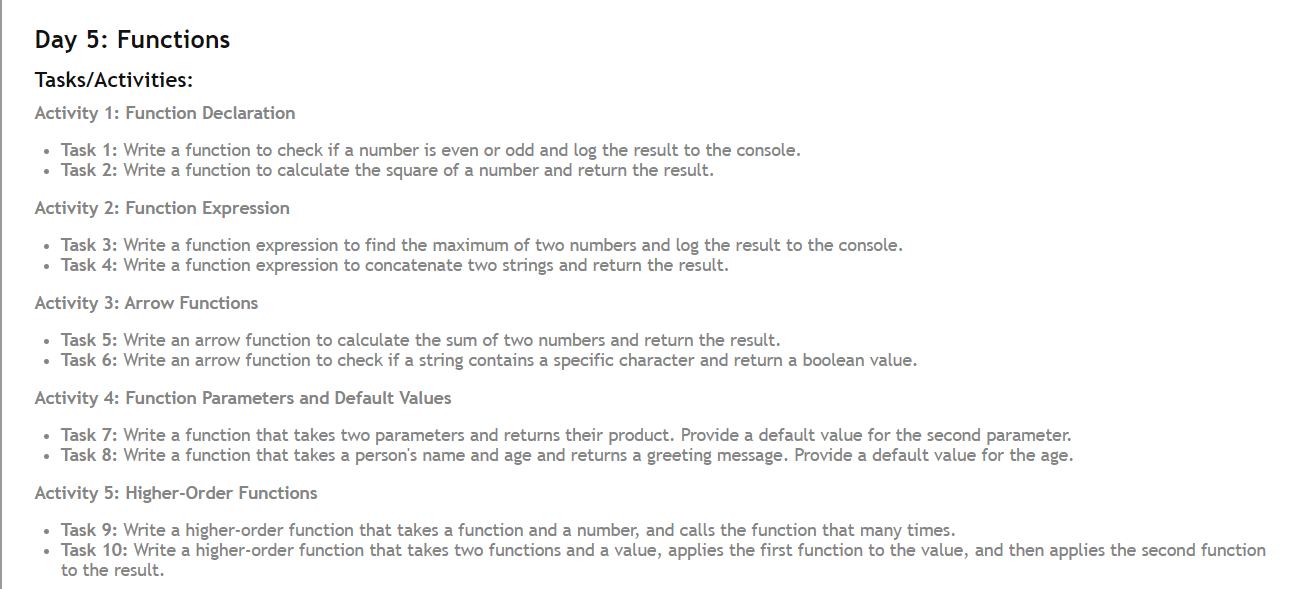 Day 5: Functions
Tasks/Activities:
Activity 1: Function Declaration
• Task 1: Write a function to check if a number is even or odd and log the result to the console.
• Task 2: Write a function to calculate the square of a number and return the result.
Activity 2: Function Expression
• Task 3: Write a function expression to find the maximum of two numbers and log the result to the console.
• Task 4: Write a function expression to concatenate two strings and return the result.
Activity 3: Arrow Functions
• Task 5: Write an arrow function to calculate the sum of two numbers and return the result.
• Task 6: Write an arrow function to check if a string contains a specific character and return a boolean value.
Activity 4: Function Parameters and Default Values
• Task 7: Write a function that takes two parameters and returns their product. Provide a default value for the second parameter.
• Task 8: Write a function that takes a person's name and age and returns a greeting message. Provide a default value for the age.
Activity 5: Higher-Order Functions
• Task 9: Write a higher-order function that takes a function and a number, and calls the function that many times.
• Task 10: Write a higher-order function that takes two functions and a value, applies the first function to the value, and then applies the second function
to the result.